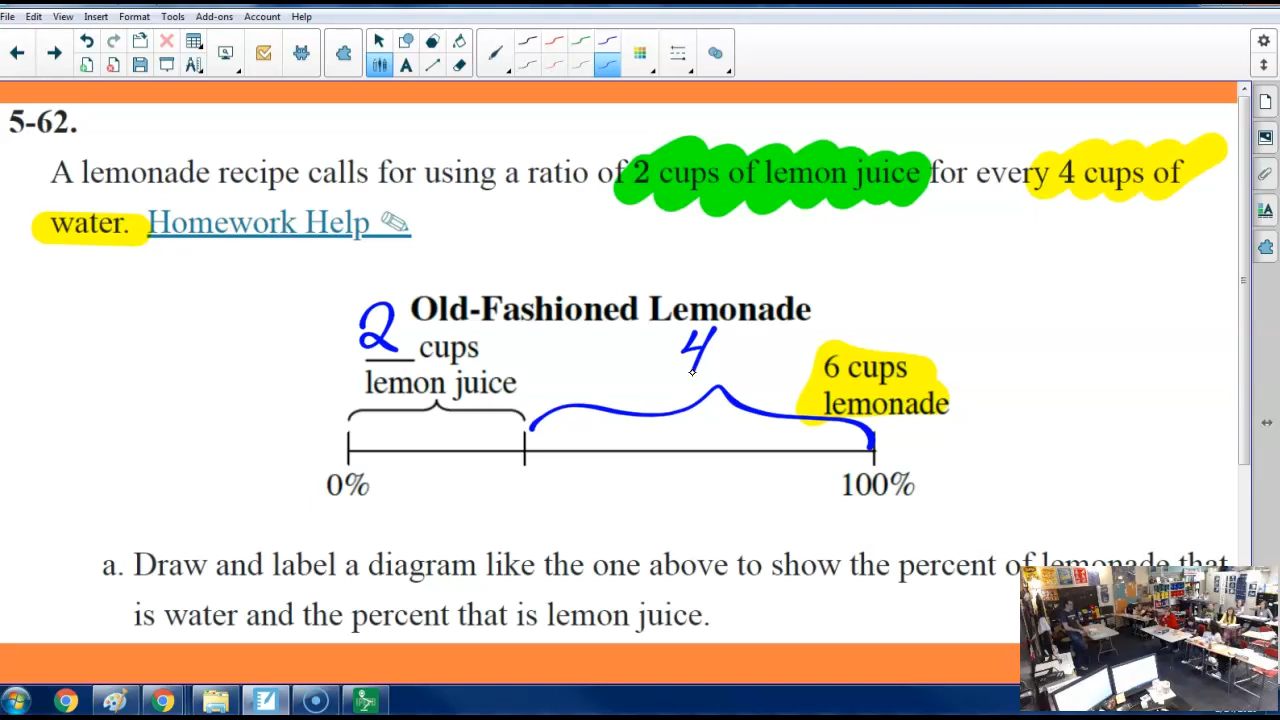 File Edit View Insert Format Tools Add-ons Account Help
5-62.
A lemonade recipe calls for using a ratio of 2 cups of lemon juice for every 4 cups of
water. Homework Help
Old-Fashioned Lemonade
2 cups
lemon juice
4
6 cups
lemonade
0%
100%
a. Draw and label a diagram like the one above to show the percent of lemonade that
is water and the percent that is lemon juice.